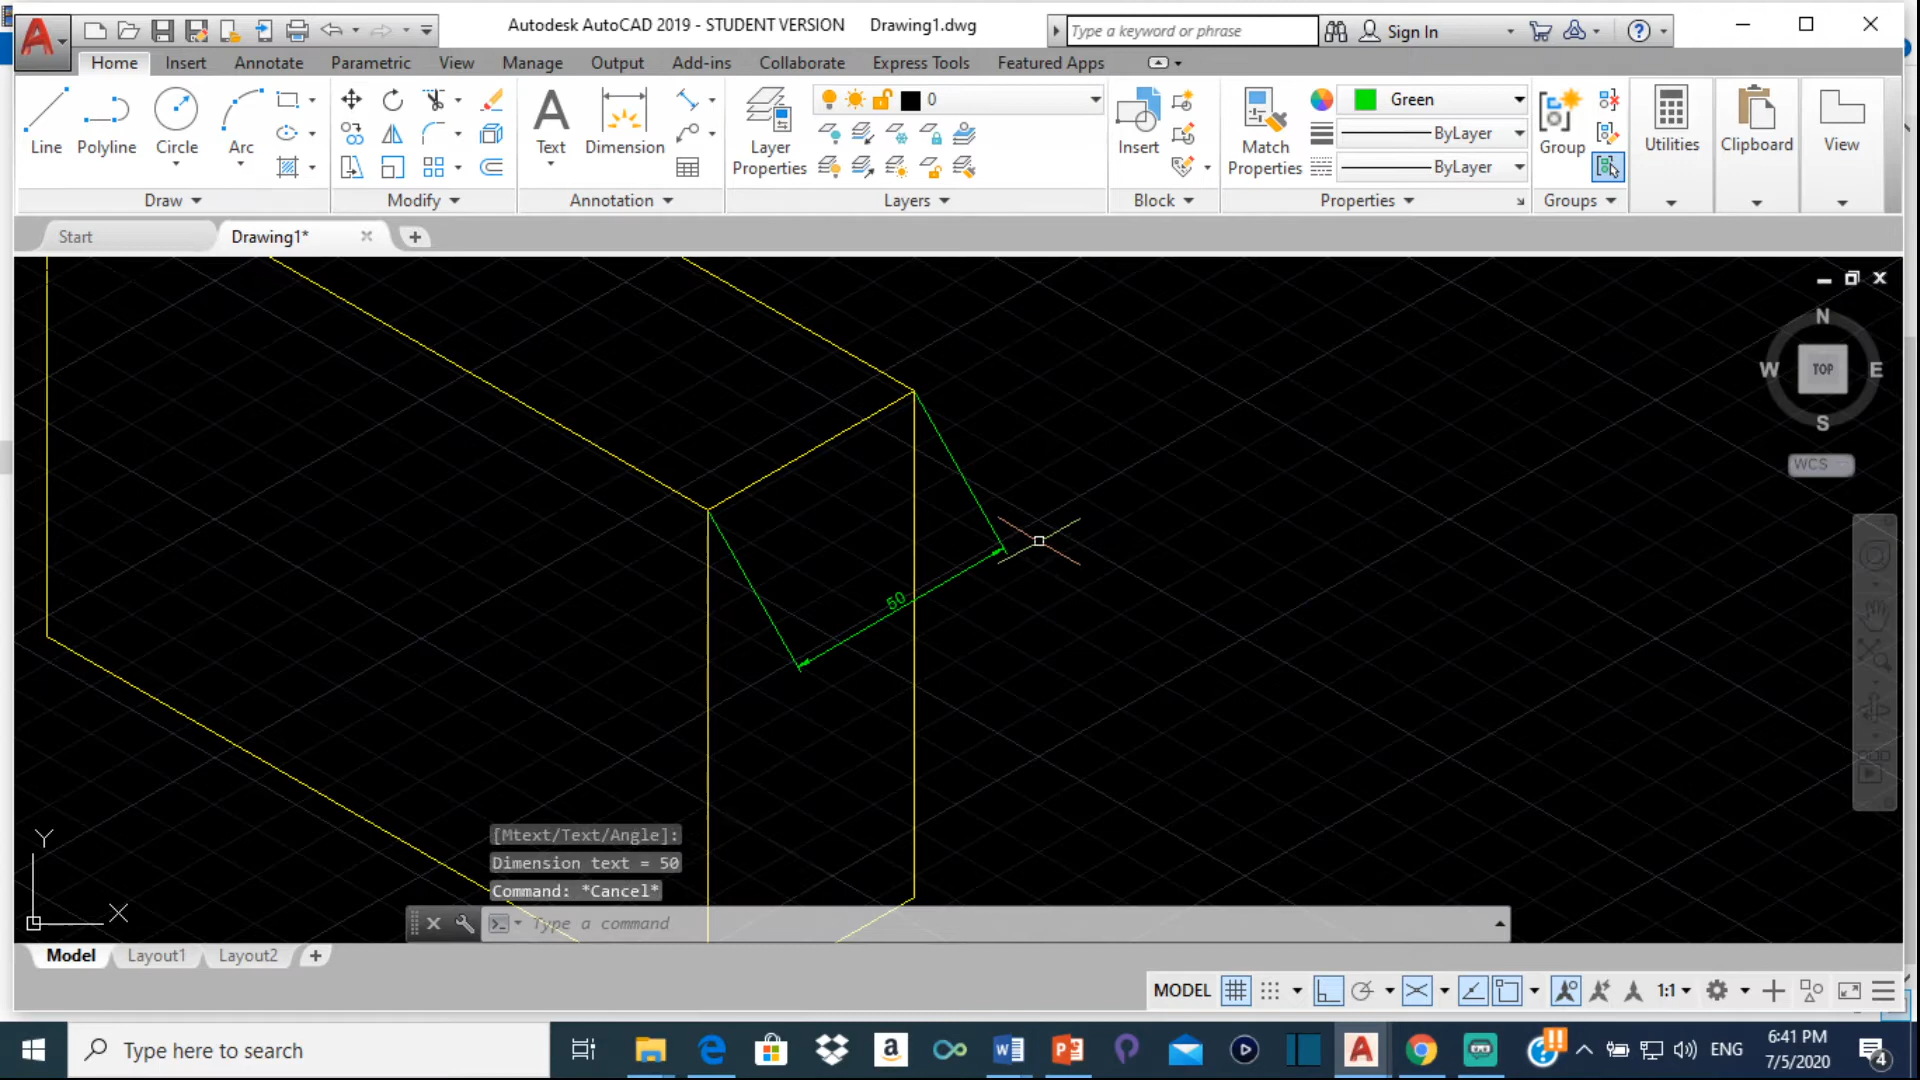 Autodesk AutoCAD 2019 - STUDENT VERSION Drawing1.dwg
Type a keyword or phrase
Sign In
Home Insert Annotate Parametric View Manage Output Add-ins Collaborate Express Tools Featured Apps
Line Polyline Circle Arc
Text Dimension
Layer Properties
0
Insert
Match Properties
Green
ByLayer
ByLayer
Group
Utilities
Clipboard
View
Draw Modify Annotation Layers Block Properties Groups
Start Drawing1*
N
W TOP E
S
WCS
50
Y
X
[Mtext/Text/Angle]:
Dimension text = 50
Command: *Cancel*
Type a command
Model Layout1 Layout2
MODEL 1:1
Type here to search
ENG
6:41 PM
7/5/2020
4